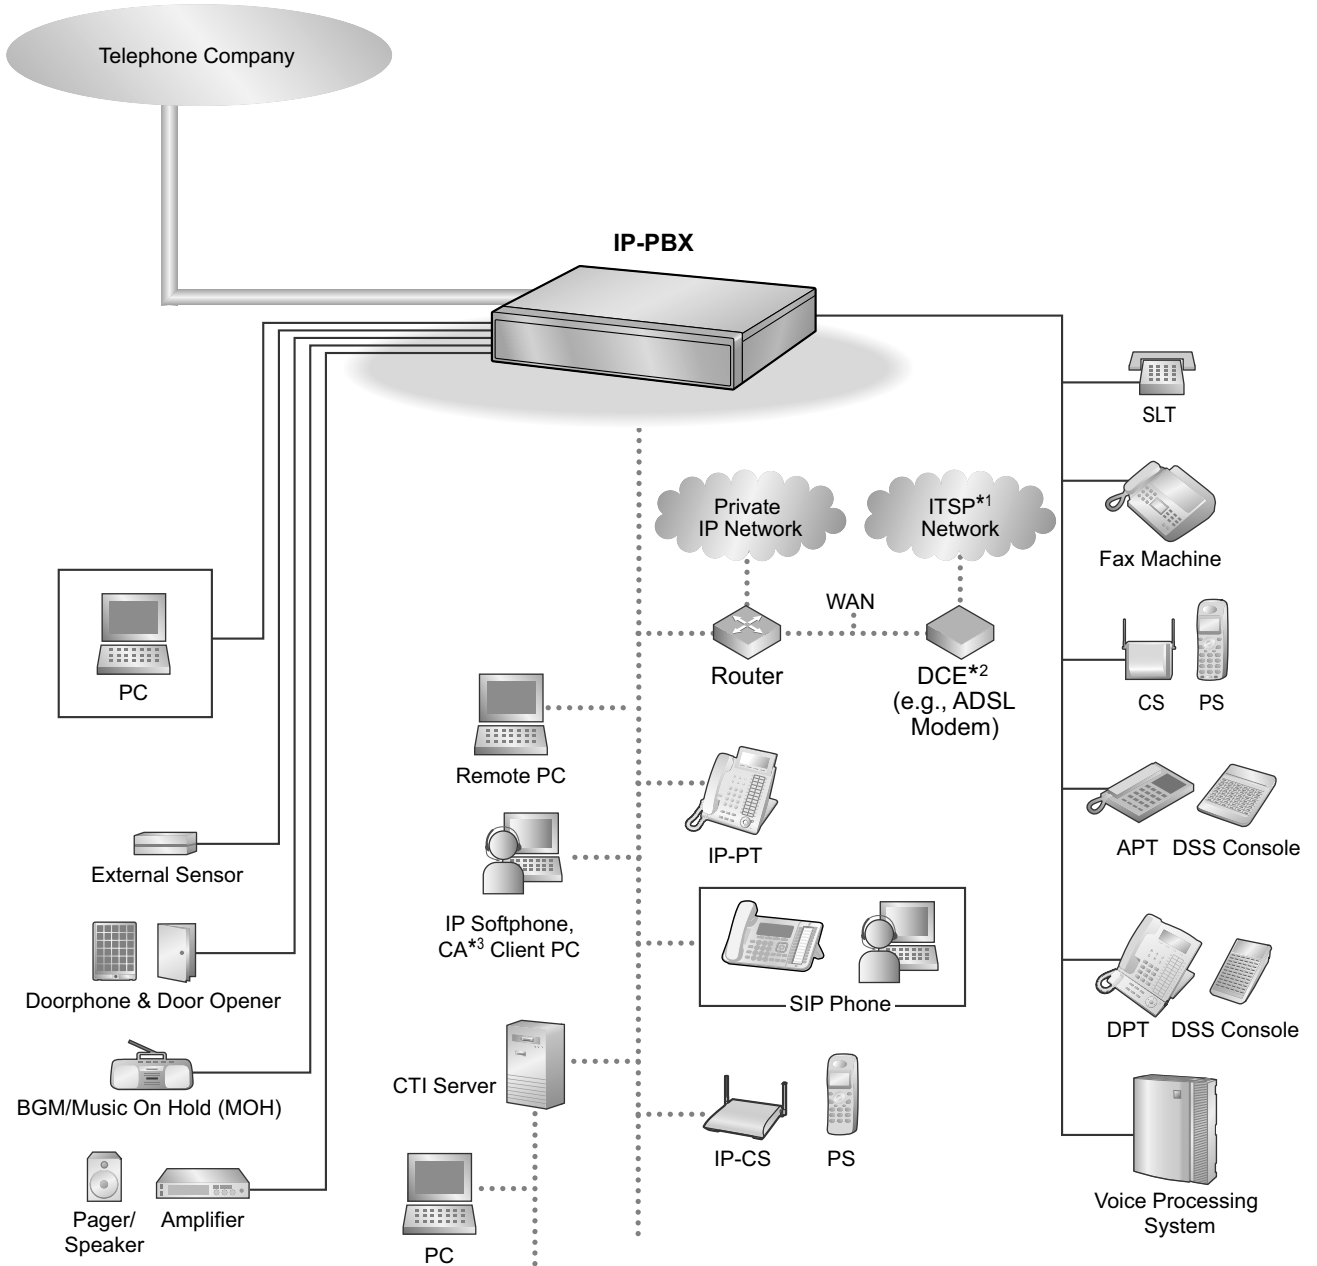 Telephone Company
IP-PBX
SLT
Private
IP Network
ITSP*1
Network
Fax Machine
WAN
Router
DCE*2
(e.g., ADSL
Modem)
CS
PS
PC
Remote PC
IP-PT
APT
DSS Console
External Sensor
IP Softphone,
CA*3 Client PC
SIP Phone
Doorphone & Door Opener
DPT
DSS Console
CTI Server
BGM/Music On Hold (MOH)
IP-CS
PS
Pager/
Speaker
Amplifier
PC
Voice Processing
System